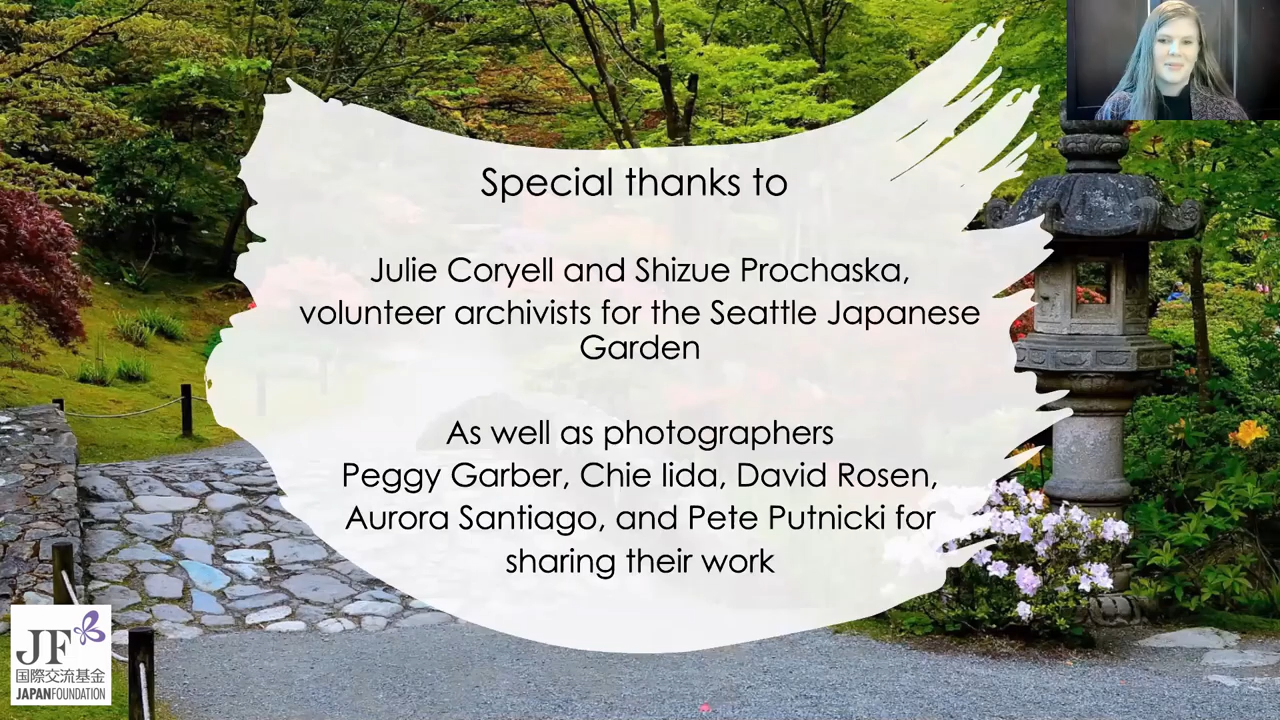 Special thanks to
Julie Coryell and Shizue Prochaska,
volunteer archivists for the Seattle Japanese
Garden
As well as photographers
Peggy Garber, Chie Iida, David Rosen,
Aurora Santiago, and Pete Putnicki for
sharing their work
JF
国際交流基金
JAPANFOUNDATION